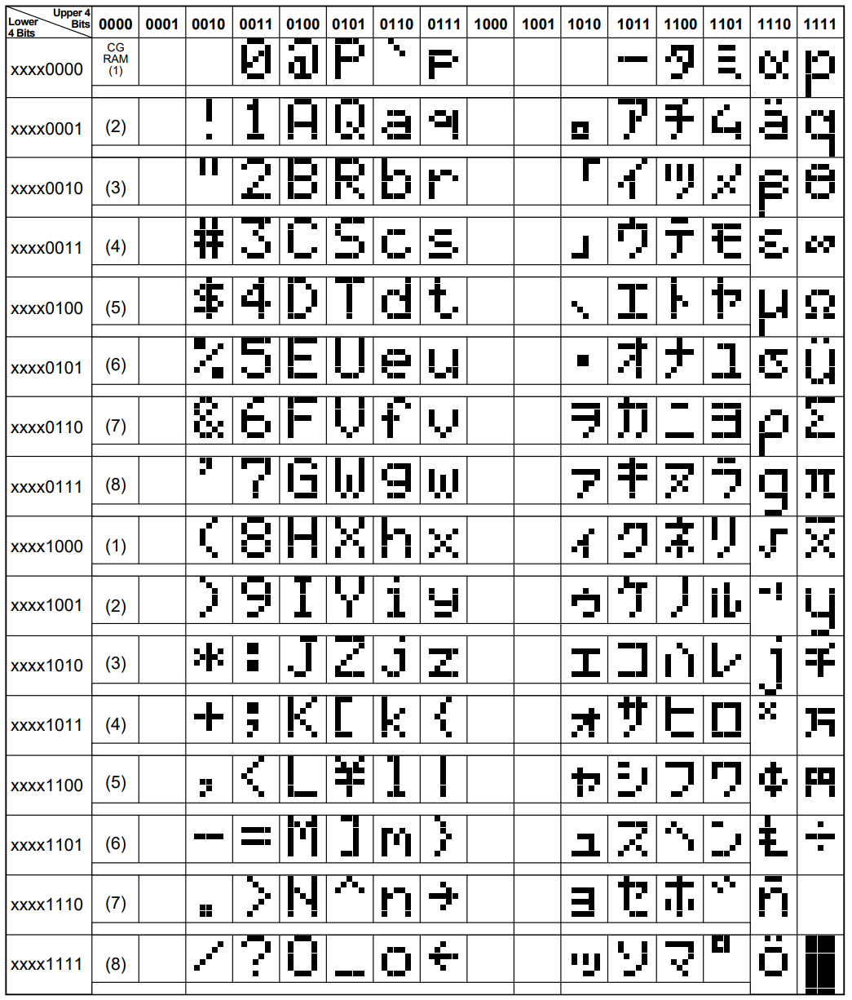 Upper 4 Bits
Lower 4 Bits
0000 0001 0010 0011 0100 0101 0110 0111 1000 1001 1010 1011 1100 1101 1110 1111
xxxx0000 CG RAM (1) 0 @ P ` p ー タ ミ α p
xxxx0001 (2) ! 1 A Q a q 。 ア チ ム ä q
xxxx0010 (3) " 2 B R b r 「 イ ツ メ β θ
xxxx0011 (4) # 3 C S c s 」 ウ テ モ ε ∞
xxxx0100 (5) $ 4 D T d t 、 エ ト ヤ μ Ω
xxxx0101 (6) % 5 E U e u ・ オ ナ ユ σ ü
xxxx0110 (7) & 6 F V f v ヲ カ ニ ヨ ρ Σ
xxxx0111 (8) ' 7 G W g w ァ キ ヌ ラ g π
xxxx1000 (1) ( 8 H X h x ィ ク ネ リ √ x̄
xxxx1001 (2) ) 9 I Y i y ゥ ケ ノ ル ⁻¹ y
xxxx1010 (3) * : J Z j z ェ コ ハ レ j 千
xxxx1011 (4) + ; K [ k { ォ サ ヒ ロ ˣ 万
xxxx1100 (5) , < L ¥ l | ャ シ フ ワ ¢ 円
xxxx1101 (6) - = M ] m } ュ ス ヘ ン £ ÷
xxxx1110 (7) . > N ^ n → ョ セ ホ ゛ ñ
xxxx1111 (8) / ? O _ o ← ッ ソ マ ゜ ö █